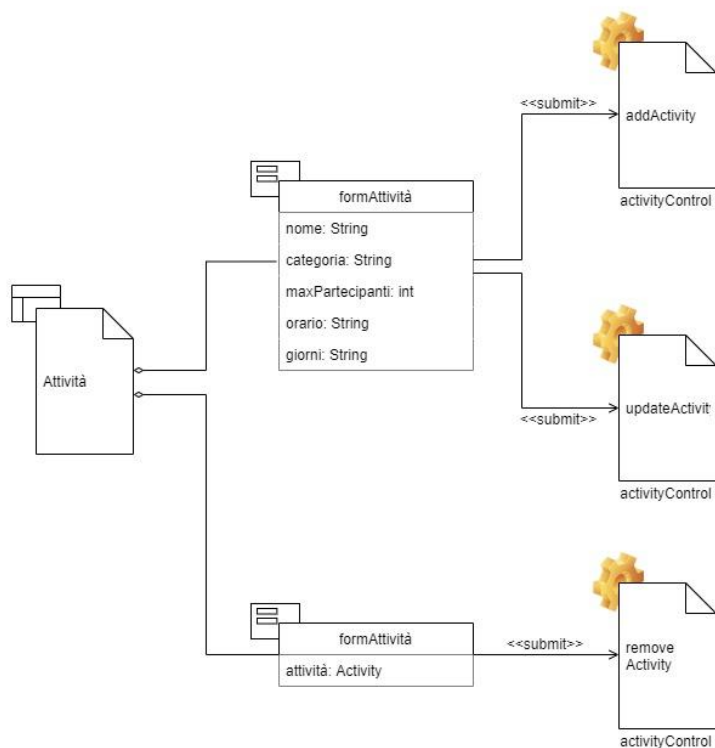 <<submit>>
addActivity
activityControl
formAttività
nome: String
categoria: String
maxPartecipanti: int
orario: String
giorni: String
Attività
updateActivit
<<submit>>
activityControl
formAttività
attività: Activity
<<submit>>
remove
Activity
activityControl